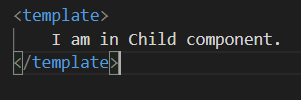 <template>
    I am in Child component.
</template>